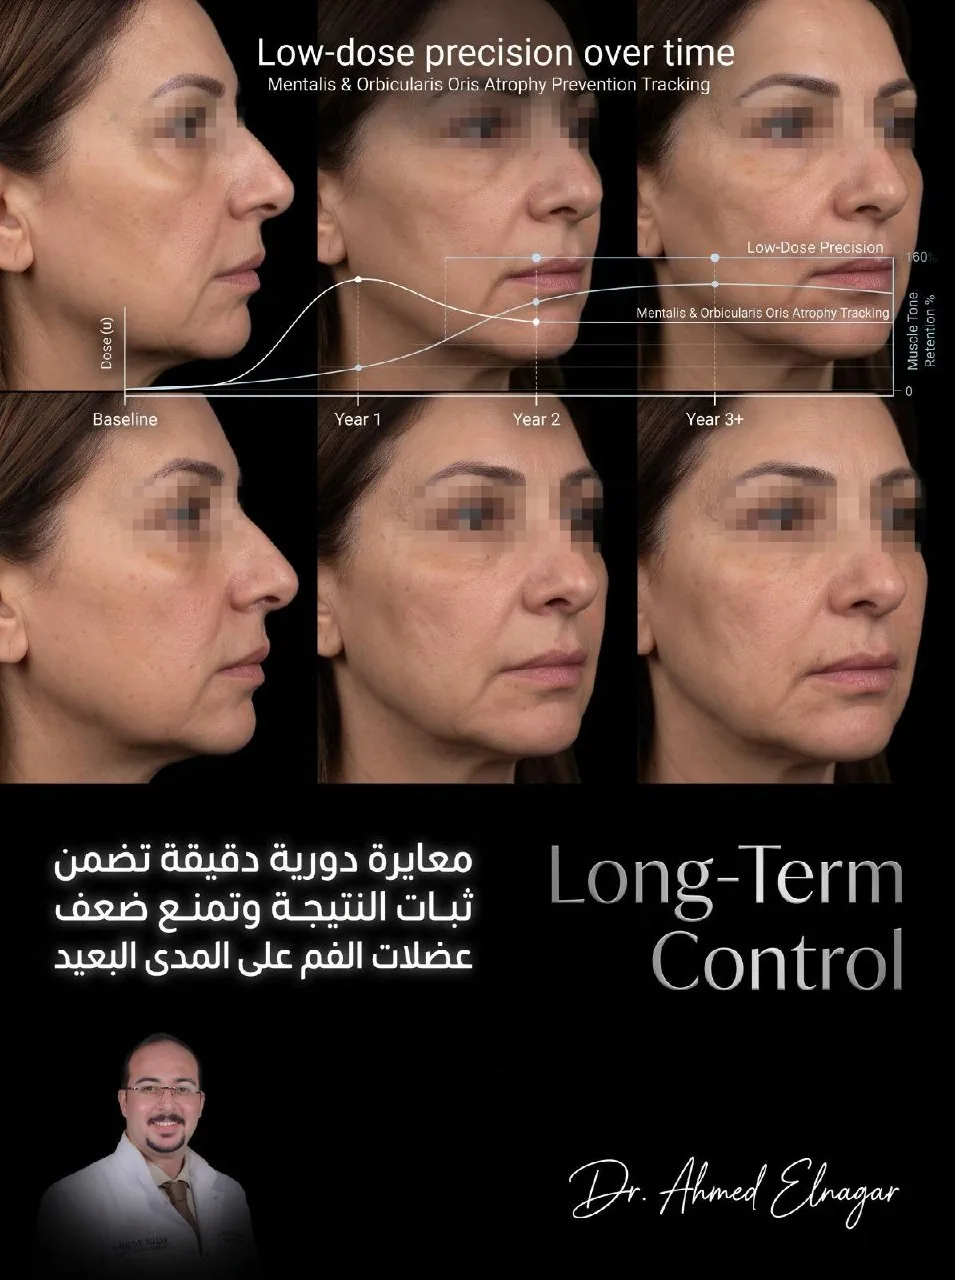 Low-dose precision over time
Mentalis & Orbicularis Oris Atrophy Prevention Tracking
Low-Dose Precision
160%
Mentalis & Orbicularis Oris Atrophy Tracking
Dose (u)
Muscle Tone
Retention %
0
Baseline
Year 1
Year 2
Year 3+
معايرة دورية دقيقة تضمن
ثبات النتيجة وتمنع ضعف
عضلات الفم على المدى البعيد
Long-Term
Control
Dr. Ahmed Elnagar